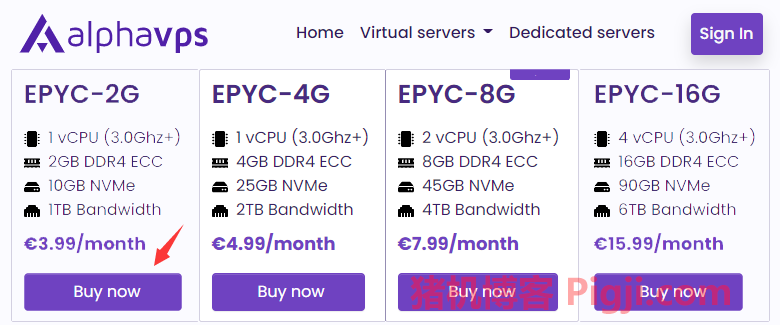 alphavps
Home Virtual servers Dedicated servers Sign In
EPYC-2G
1 vCPU (3.0Ghz+)
2GB DDR4 ECC
10GB NVMe
1TB Bandwidth
€3.99/month
Buy now
EPYC-4G
1 vCPU (3.0Ghz+)
4GB DDR4 ECC
25GB NVMe
2TB Bandwidth
€4.99/month
Buy now
EPYC-8G
2 vCPU (3.0Ghz+)
8GB DDR4 ECC
45GB NVMe
4TB Bandwidth
€7.99/month
Buy now
EPYC-16G
4 vCPU (3.0Ghz+)
16GB DDR4 ECC
90GB NVMe
6TB Bandwidth
€15.99/month
Buy now
猪机博客 Pigji.com